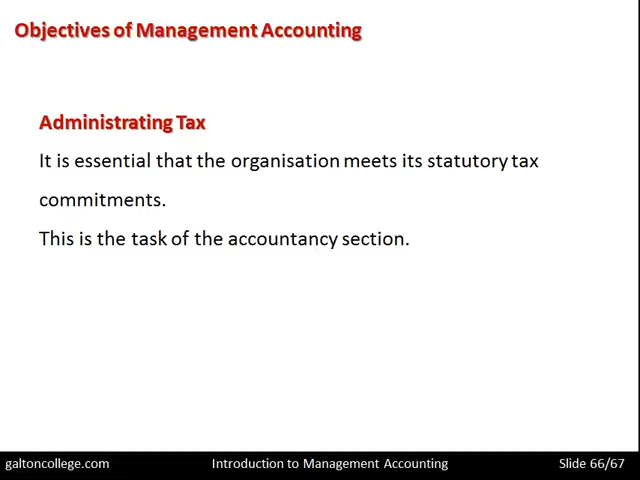 Objectives of Management Accounting
Administrating Tax
It is essential that the organisation meets its statutory tax
commitments.
This is the task of the accountancy section.
galtoncollege.com Introduction to Management Accounting Slide 66/67